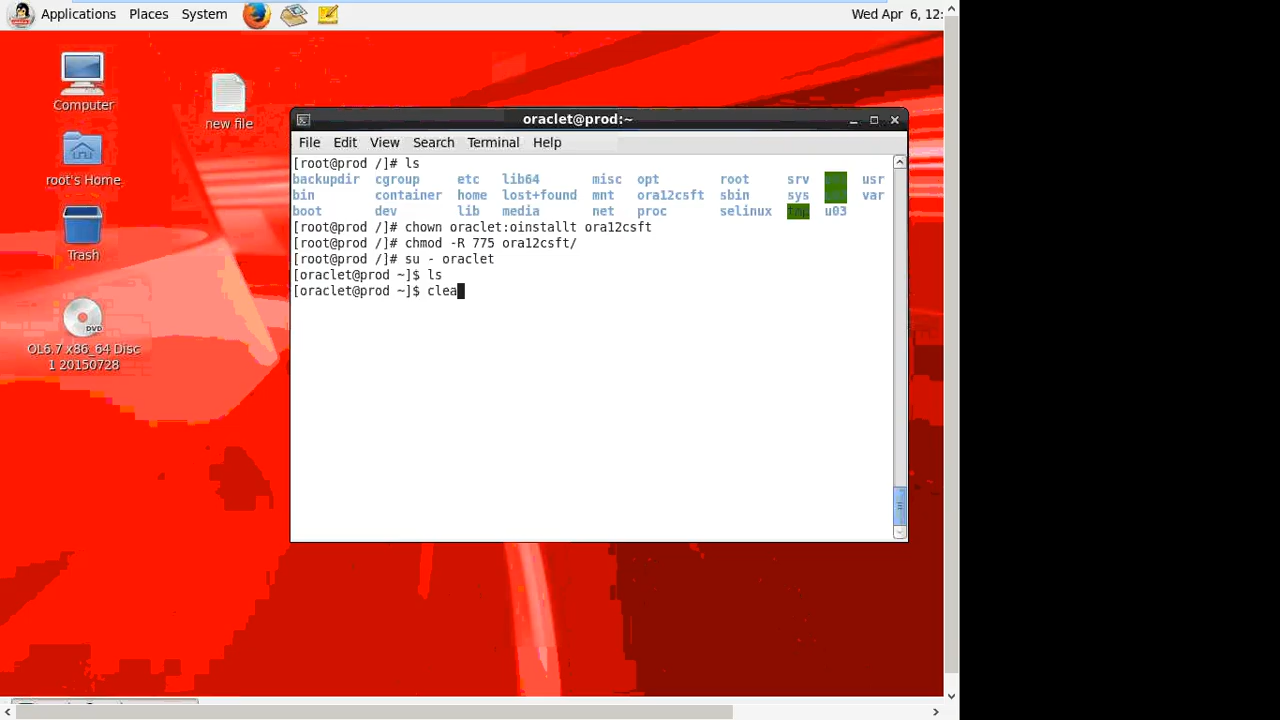 Applications Places System Wed Apr 6, 12:
Computer
new file
root's Home
Trash
DVD
OL6.7 x86_64 Disc
1 20150728
oraclet@prod:~
File Edit View Search Terminal Help
[root@prod /]# ls
backupdir cgroup etc lib64 misc opt root srv usr
bin container home lost+found mnt ora12csft sbin sys var
boot dev lib media net proc selinux tmp u03
[root@prod /]# chown oraclet:oinstallt ora12csft
[root@prod /]# chmod -R 775 ora12csft/
[root@prod /]# su - oraclet
[oraclet@prod ~]$ ls
[oraclet@prod ~]$ clea